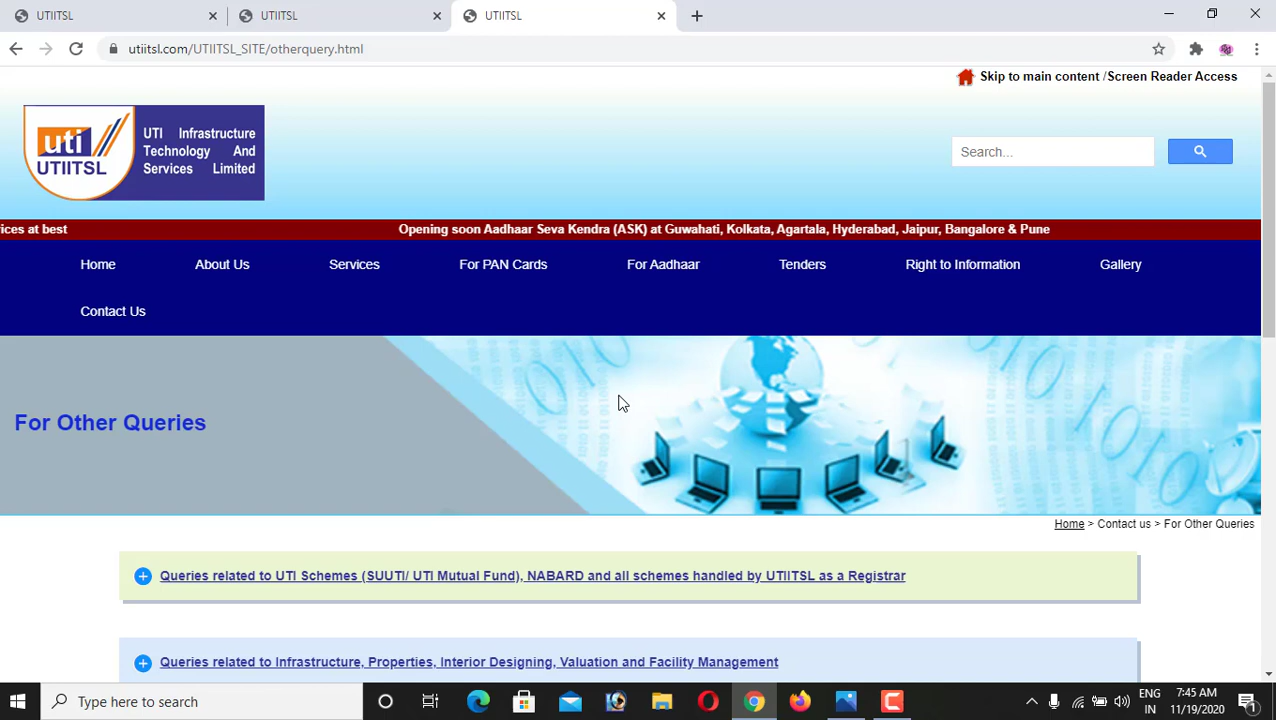 UTIITSL
UTIITSL
UTIITSL
utiitsl.com/UTIITSL_SITE/otherquery.html
Skip to main content /Screen Reader Access
uti
UTIITSL
UTI Infrastructure
Technology And
Services Limited
Search...
ices at best
Opening soon Aadhaar Seva Kendra (ASK) at Guwahati, Kolkata, Agartala, Hyderabad, Jaipur, Bangalore & Pune
Home
About Us
Services
For PAN Cards
For Aadhaar
Tenders
Right to Information
Gallery
Contact Us
For Other Queries
Home > Contact us > For Other Queries
Queries related to UTI Schemes (SUUTI/ UTI Mutual Fund), NABARD and all schemes handled by UTIITSL as a Registrar
Queries related to Infrastructure, Properties, Interior Designing, Valuation and Facility Management
Type here to search
ENG
IN
7:45 AM
11/19/2020
1